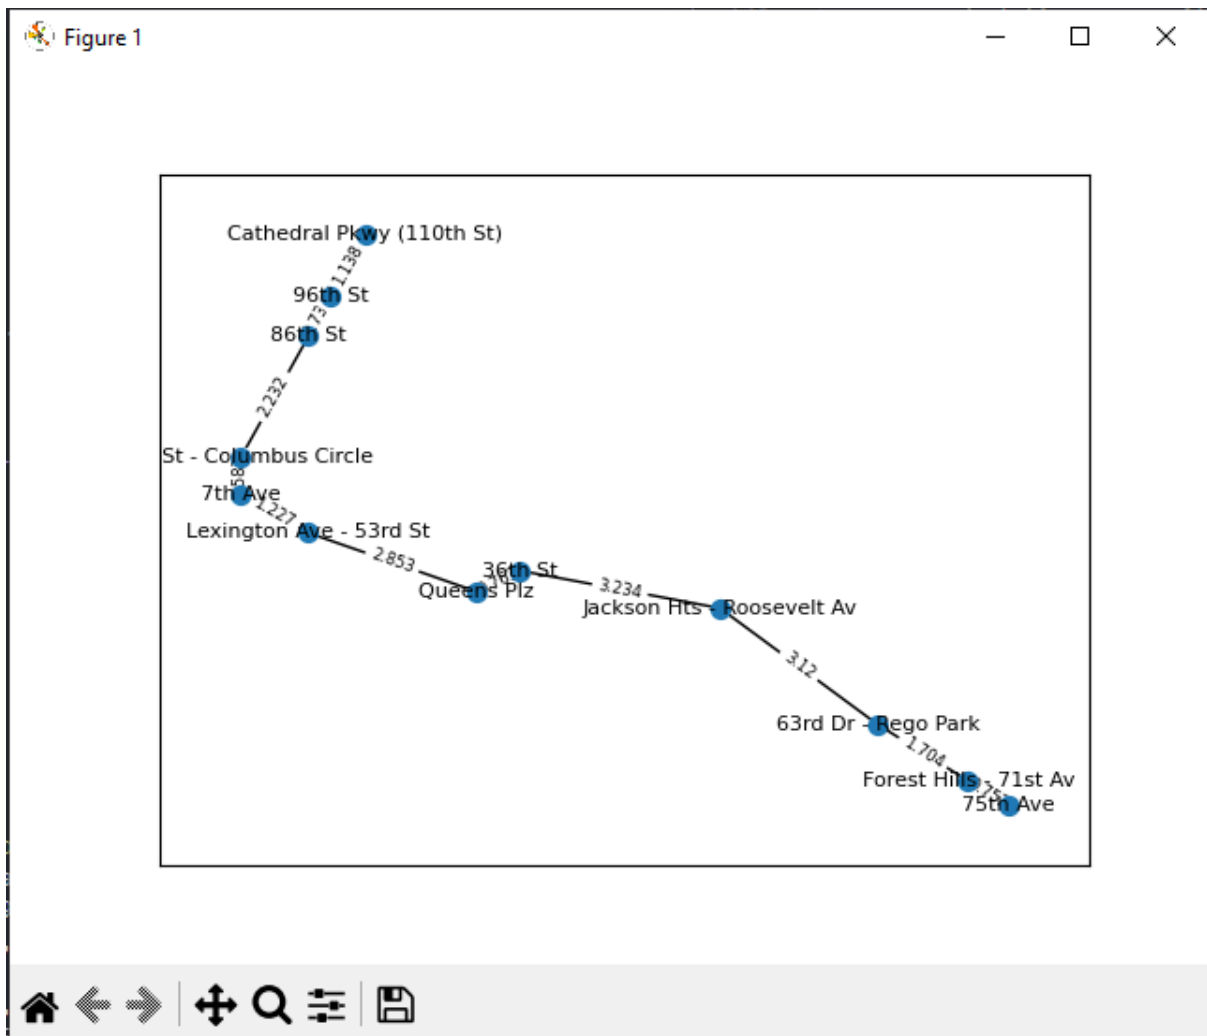 Figure 1
Cathedral Pkwy (110th St)
1.138
96th St
73
86th St
2.232
St - Columbus Circle
58
7th Ave
1.227
Lexington Ave - 53rd St
2.853
36th St
Queens Plz
3.234
Jackson Hts - Roosevelt Av
3.12
63rd Dr - Rego Park
1.704
Forest Hills - 71st Av
75th Ave